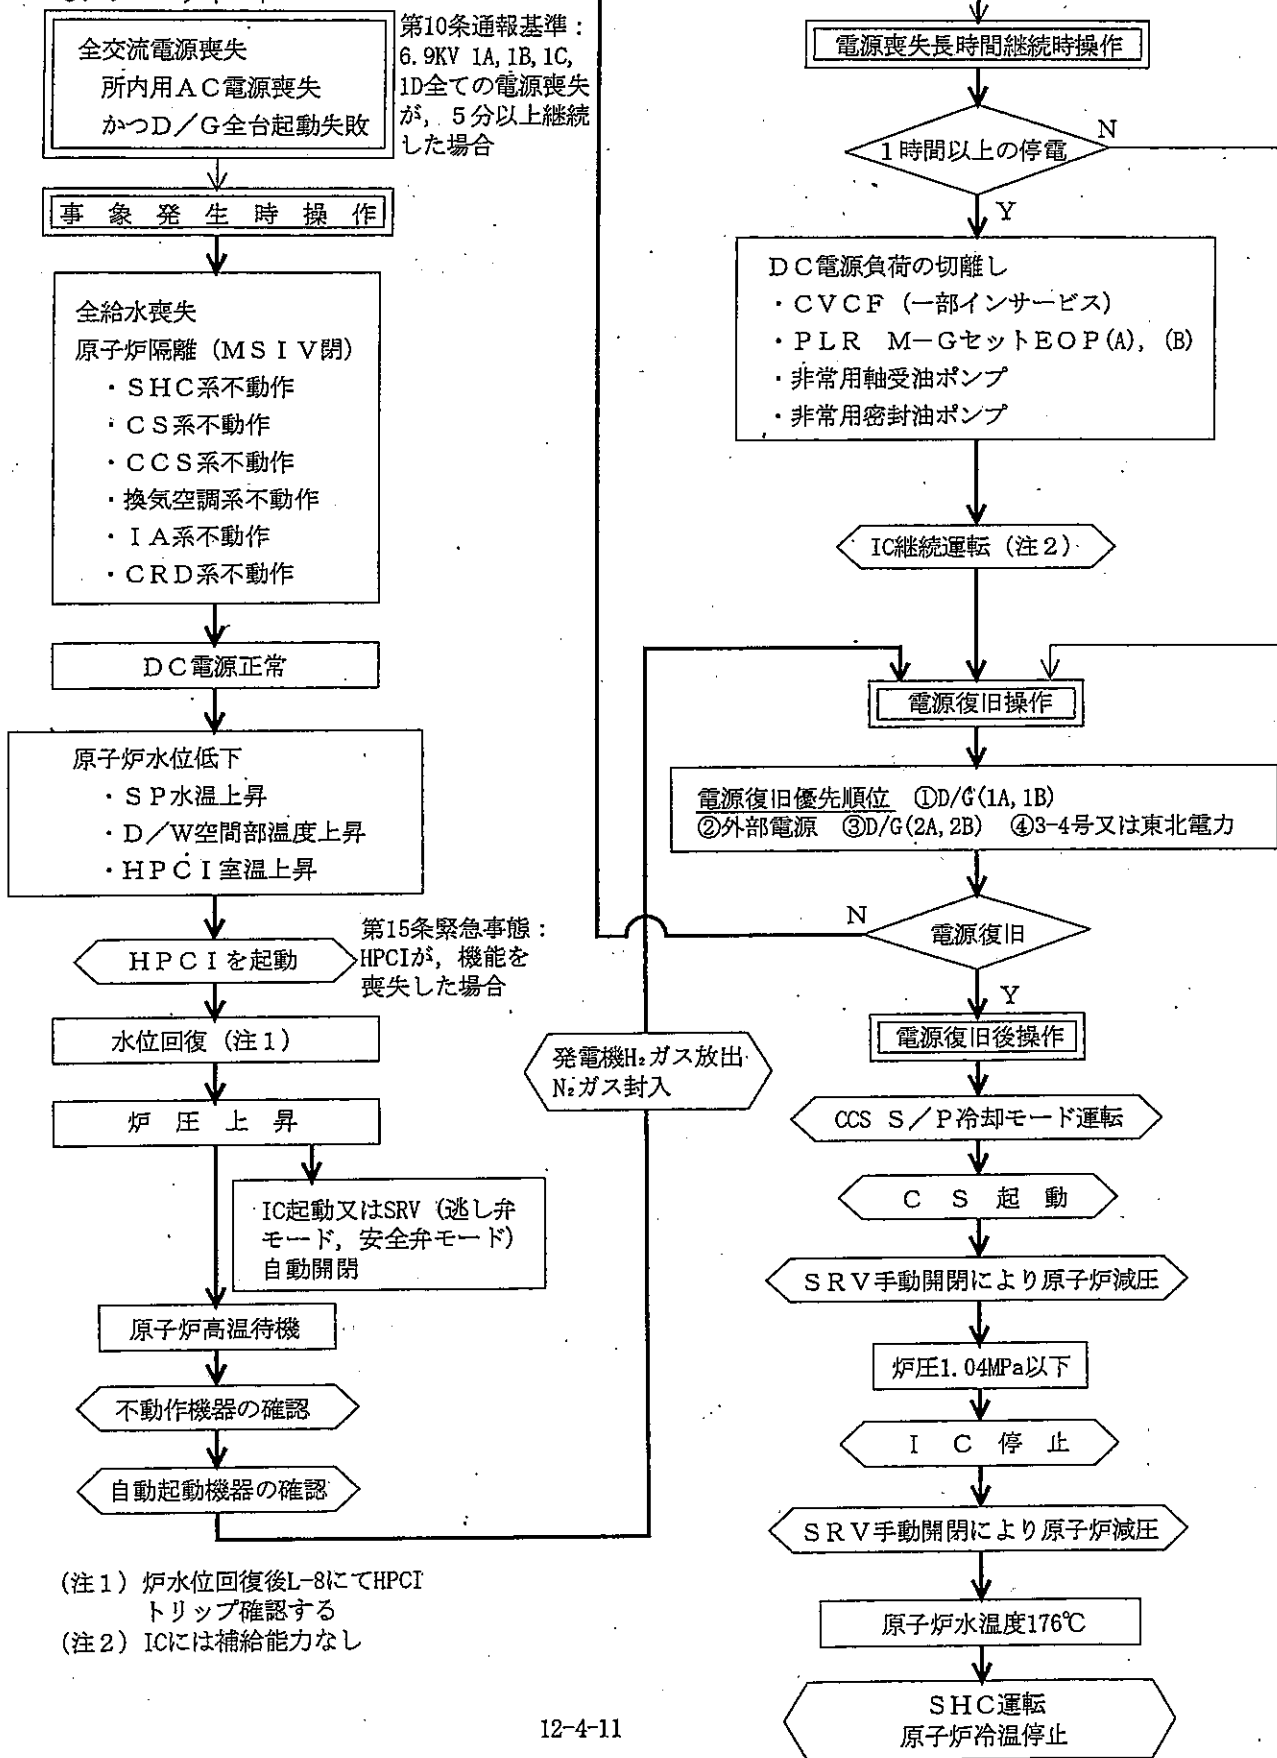 全交流電源喪失
所内用AC電源喪失
かつD/G全台起動失敗
第10条通報基準:
6.9KV 1A, 1B, 1C,
1D全ての電源喪失
が, 5分以上継続
した場合
事象発生時操作
全給水喪失
原子炉隔離 (MSIV閉)
・SHC系不動作
・CS系不動作
・CCS系不動作
・換気空調系不動作
・IA系不動作
・CRD系不動作
DC電源正常
原子炉水位低下
・SP水温上昇
・D/W空間部温度上昇
・HPCI室温上昇
HPCIを起動
第15条緊急事態:
HPCIが, 機能を
喪失した場合
水位回復 (注1)
炉圧上昇
IC起動又はSRV (逃し弁
モード, 安全弁モード)
自動開閉
原子炉高温待機
不動作機器の確認
自動起動機器の確認
発電機H₂ガス放出
N₂ガス封入
(注1) 炉水位回復後L-8にてHPCI
トリップ確認する
(注2) ICには補給能力なし
電源喪失長時間継続時操作
1時間以上の停電
N
Y
DC電源負荷の切離し
・CVCF (一部インサービス)
・PLR M-GセットEOP(A), (B)
・非常用軸受油ポンプ
・非常用密封油ポンプ
IC継続運転 (注2)
電源復旧操作
電源復旧優先順位 ①D/G(1A, 1B)
②外部電源 ③D/G(2A, 2B) ④3-4号又は東北電力
N
電源復旧
Y
電源復旧後操作
CCS S/P冷却モード運転
CS起動
SRV手動開閉により原子炉減圧
炉圧1.04MPa以下
IC停止
SRV手動開閉により原子炉減圧
原子炉水温度176℃
SHC運転
原子炉冷温停止
12-4-11